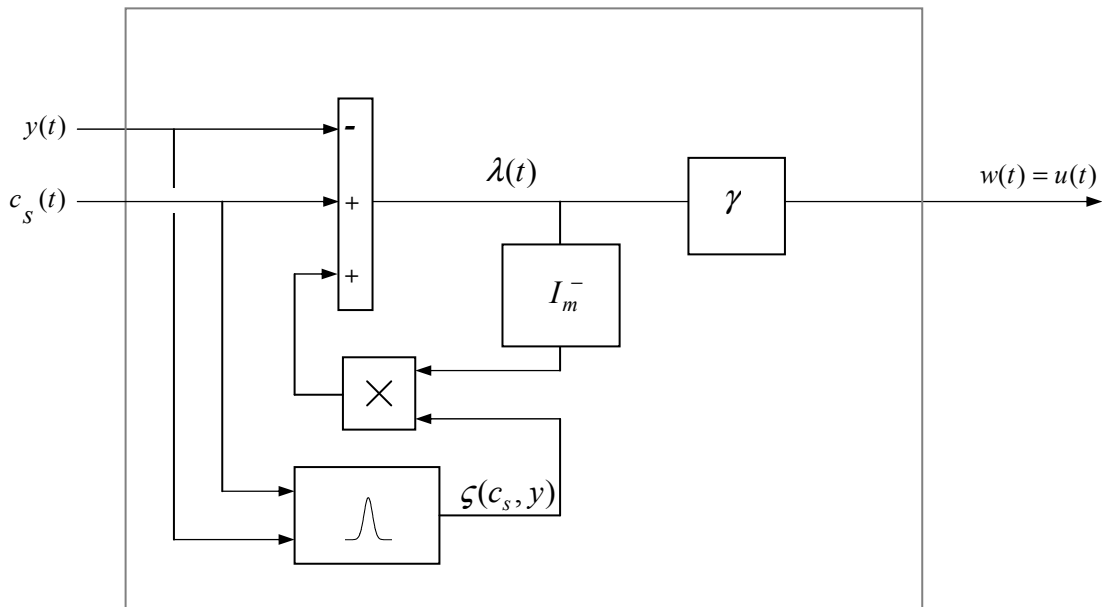 y(t)
-
λ(t)
γ
w(t) = u(t)
c_s(t)
+
+
I_m^-
×
ς(c_s, y)